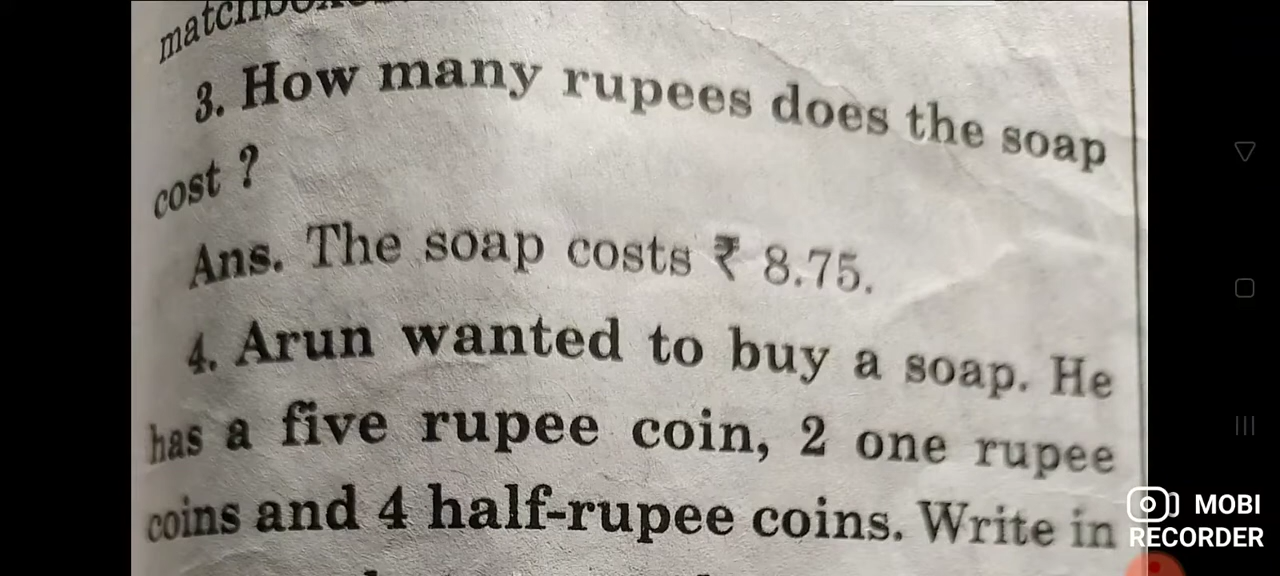 3. How many rupees does the soap
cost ?
Ans. The soap costs ₹ 8.75.
4. Arun wanted to buy a soap. He
has a five rupee coin, 2 one rupee
coins and 4 half-rupee coins. Write in
MOBI
RECORDER